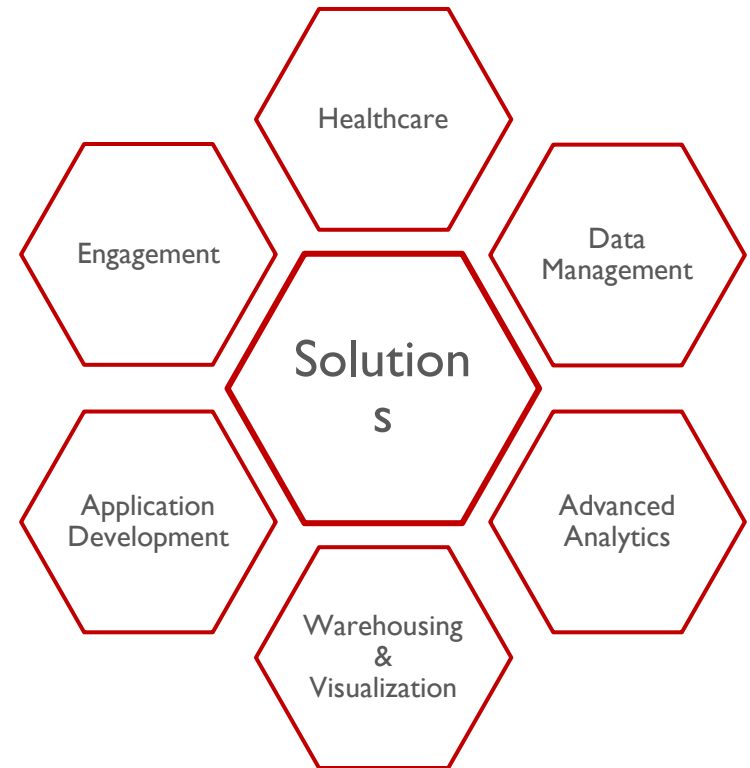 Healthcare
Engagement
Data
Management
Solution
s
Application
Development
Advanced
Analytics
Warehousing
&
Visualization